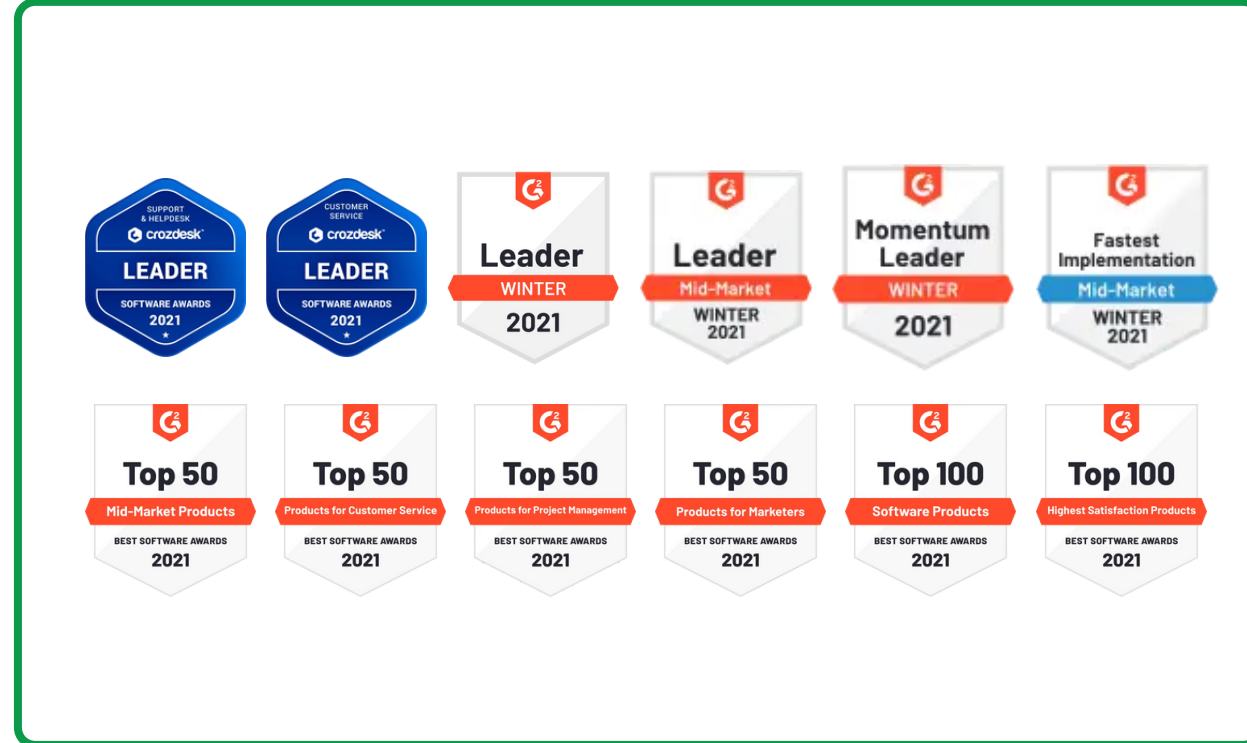 SUPPORT
& HELPDESK
crozdesk
LEADER
SOFTWARE AWARDS
2021
CUSTOMER
SERVICE
crozdesk
LEADER
SOFTWARE AWARDS
2021
G2
Leader
WINTER
2021
G2
Leader
Mid-Market
WINTER
2021
G2
Momentum
Leader
WINTER
2021
G2
Fastest
Implementation
Mid-Market
WINTER
2021
G2
Top 50
Mid-Market Products
BEST SOFTWARE AWARDS
2021
G2
Top 50
Products for Customer Service
BEST SOFTWARE AWARDS
2021
G2
Top 50
Products for Project Management
BEST SOFTWARE AWARDS
2021
G2
Top 50
Products for Marketers
BEST SOFTWARE AWARDS
2021
G2
Top 100
Software Products
BEST SOFTWARE AWARDS
2021
G2
Top 100
Highest Satisfaction Products
BEST SOFTWARE AWARDS
2021